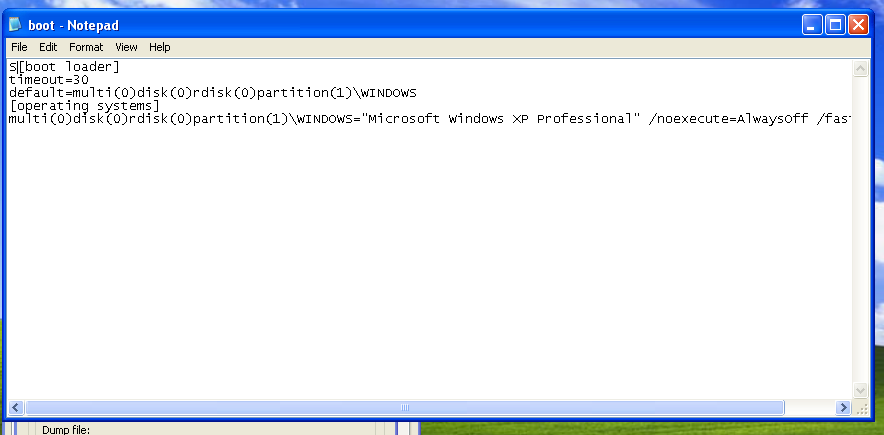 boot - Notepad
File Edit Format View Help
S[boot loader]
timeout=30
default=multi(0)disk(0)rdisk(0)partition(1)\WINDOWS
[operating systems]
multi(0)disk(0)rdisk(0)partition(1)\WINDOWS="Microsoft Windows XP Professional" /noexecute=AlwaysOff /fas
Dump file: